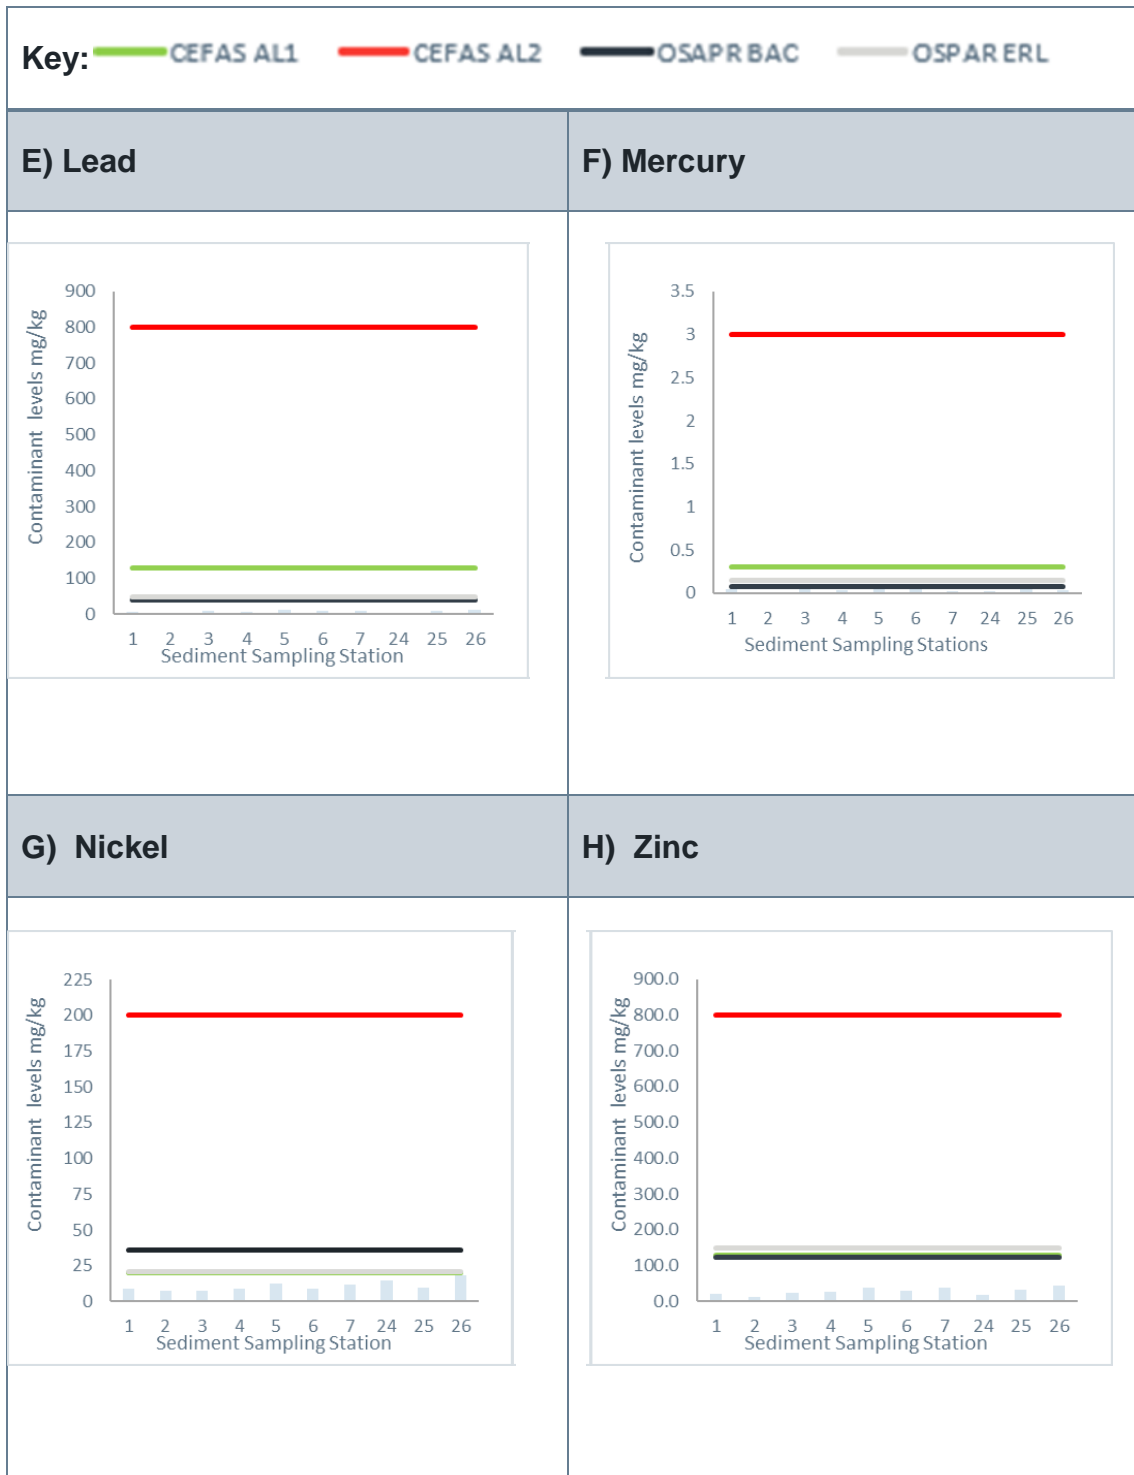 Key: CEFAS AL1 CEFAS AL2 OSAPR BAC OSPAR ERL
E) Lead
F) Mercury
Contaminant levels mg/kg
900
800
700
600
500
400
300
200
100
0
1 2 3 4 5 6 7 24 25 26
Sediment Sampling Station
Contaminant levels mg/kg
3.5
3
2.5
2
1.5
1
0.5
0
1 2 3 4 5 6 7 24 25 26
Sediment Sampling Stations
G) Nickel
H) Zinc
Contaminant levels mg/kg
225
200
175
150
125
100
75
50
25
0
1 2 3 4 5 6 7 24 25 26
Sediment Sampling Station
Contaminant levels mg/kg
900.0
800.0
700.0
600.0
500.0
400.0
300.0
200.0
100.0
0.0
1 2 3 4 5 6 7 24 25 26
Sediment Sampling Station